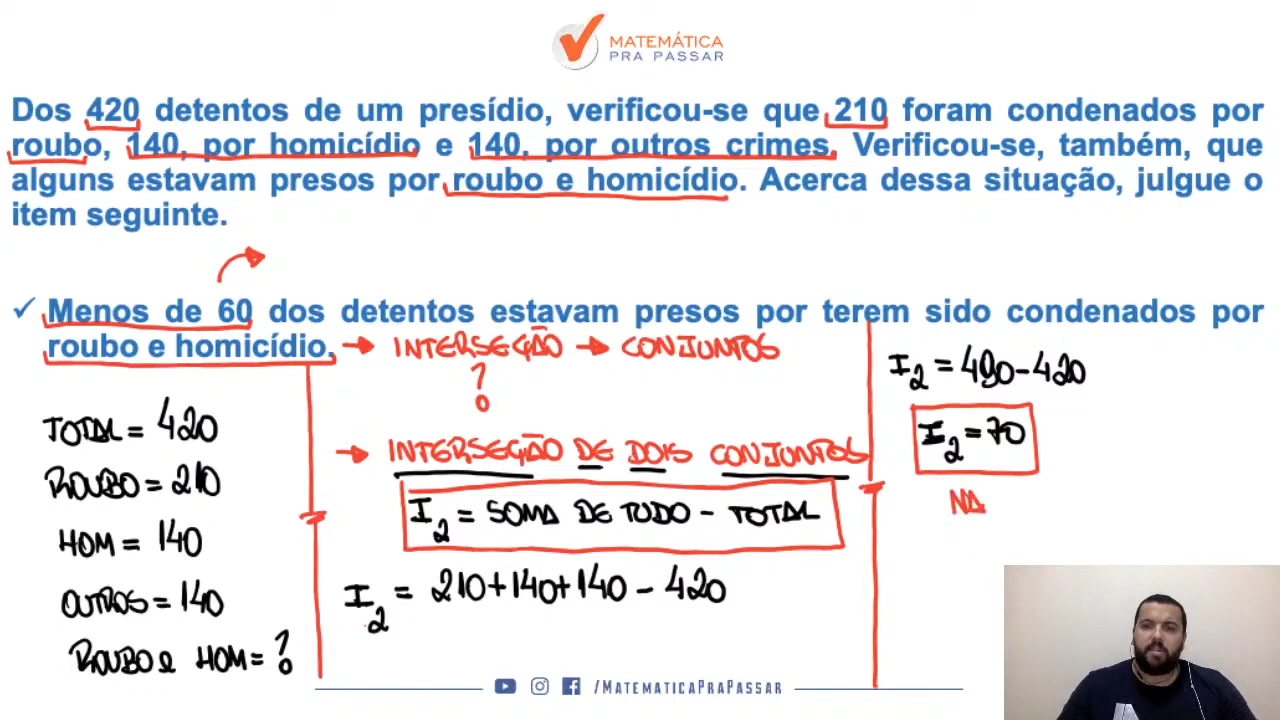 MATEMÁTICA
PRA PASSAR
Dos 420 detentos de um presídio, verificou-se que 210 foram condenados por
roubo, 140, por homicídio e 140, por outros crimes. Verificou-se, também, que
alguns estavam presos por roubo e homicídio. Acerca dessa situação, julgue o
item seguinte.
✓ Menos de 60 dos detentos estavam presos por terem sido condenados por
roubo e homicídio. → INTERSEÇÃO → CONJUNTOS
?
TOTAL = 420
ROUBO = 210
HOM = 140
OUTROS = 140
ROUBO E HOM = ?
→ INTERSEÇÃO DE DOIS CONJUNTOS
I2 = SOMA DE TUDO - TOTAL
I2 = 210+140+140 - 420
I2 = 490-420
I2 = 70
NA
/MATEMATICAPRAPASSAR